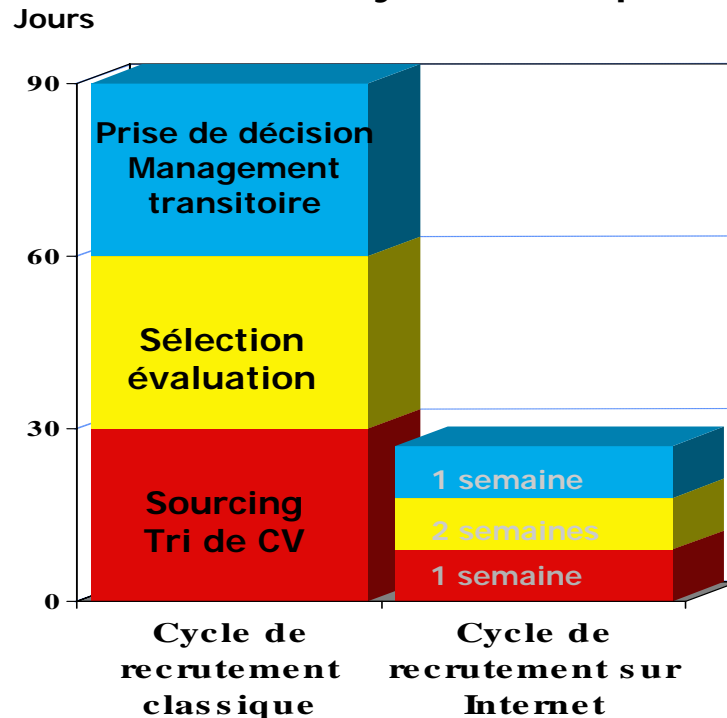 Jours
90
Prise de décision
Management
transitoire
60
Sélection
évaluation
30
Sourcing
Tri de CV
1 semaine
2 semaines
1 semaine
0
Cycle de
recrutement
classique
Cycle de
recrutement sur
Internet